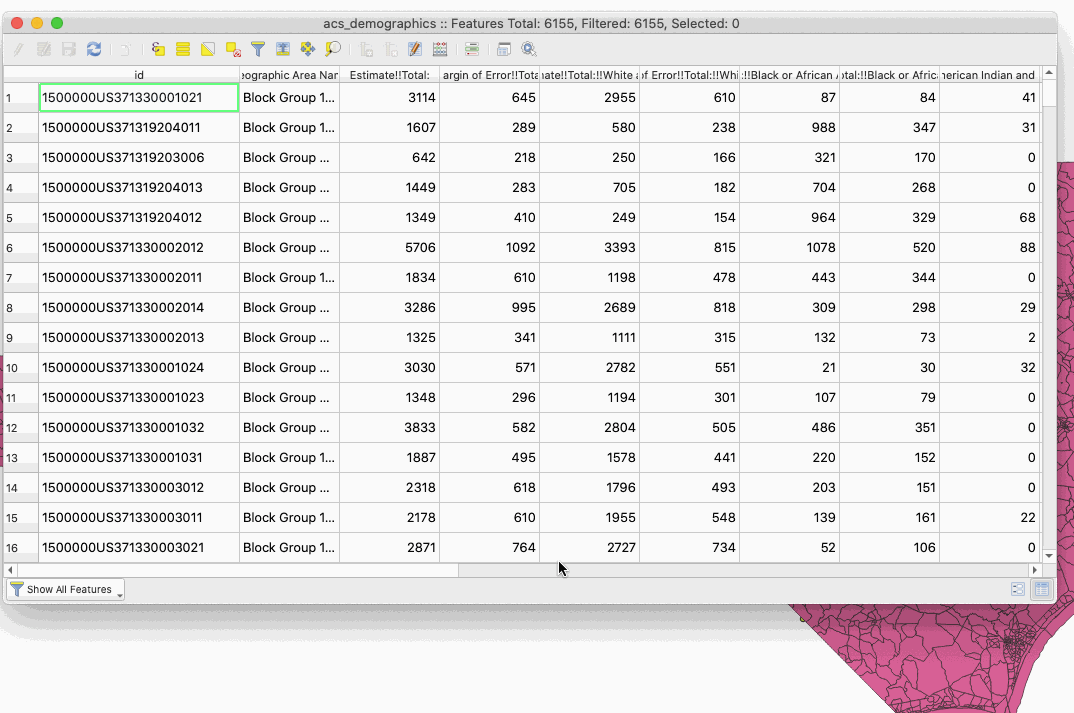 acs_demographics :: Features Total: 6155, Filtered: 6155, Selected: 0
id ographic Area Nar Estimate!!Total: argin of Error!!Tota ate!!Total:!!White a of Error!!Total:!!Whi :!!Black or African A otal:!!Black or Afric nerican Indian and
1 1500000US371330001021 Block Group 1... 3114 645 2955 610 87 84 41
2 1500000US371319204011 Block Group 1... 1607 289 580 238 988 347 31
3 1500000US371319203006 Block Group ... 642 218 250 166 321 170 0
4 1500000US371319204013 Block Group ... 1449 283 705 182 704 268 0
5 1500000US371319204012 Block Group ... 1349 410 249 154 964 329 68
6 1500000US371330002012 Block Group ... 5706 1092 3393 815 1078 520 88
7 1500000US371330002011 Block Group 1... 1834 610 1198 478 443 344 0
8 1500000US371330002014 Block Group ... 3286 995 2689 818 309 298 29
9 1500000US371330002013 Block Group ... 1325 341 1111 315 132 73 2
10 1500000US371330001024 Block Group ... 3030 571 2782 551 21 30 32
11 1500000US371330001023 Block Group ... 1348 296 1194 301 107 79 0
12 1500000US371330001032 Block Group ... 3833 582 2804 505 486 351 0
13 1500000US371330001031 Block Group 1... 1887 495 1578 441 220 152 0
14 1500000US371330003012 Block Group ... 2318 618 1796 493 203 151 0
15 1500000US371330003011 Block Group 1... 2178 610 1955 548 139 161 22
16 1500000US371330003021 Block Group 1... 2871 764 2727 734 52 106 0
Show All Features